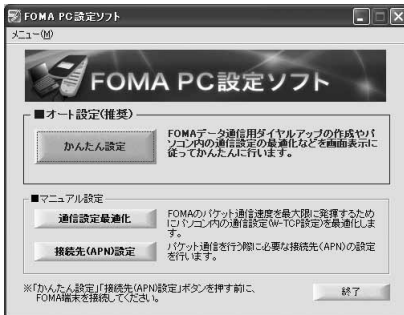 FOMA PC設定ソフト
メニュー(M)
FOMA PC設定ソフト
■オート設定(推奨)
かんたん設定
FOMAデータ通信用ダイヤルアップの作成やパ
ソコン内の通信設定の最適化などを画面表示に
従ってかんたんに行います。
■マニュアル設定
通信設定最適化
FOMAのパケット通信速度を最大限に発揮するため
にパソコン内の通信設定(W-TCP設定)を最適化しま
す。
接続先(APN)設定
パケット通信を行う際に必要な接続先(APN)の設定
を行います。
※「かんたん設定」「接続先(APN)設定」ボタンを押す前に、
FOMA端末を接続してください。
終了